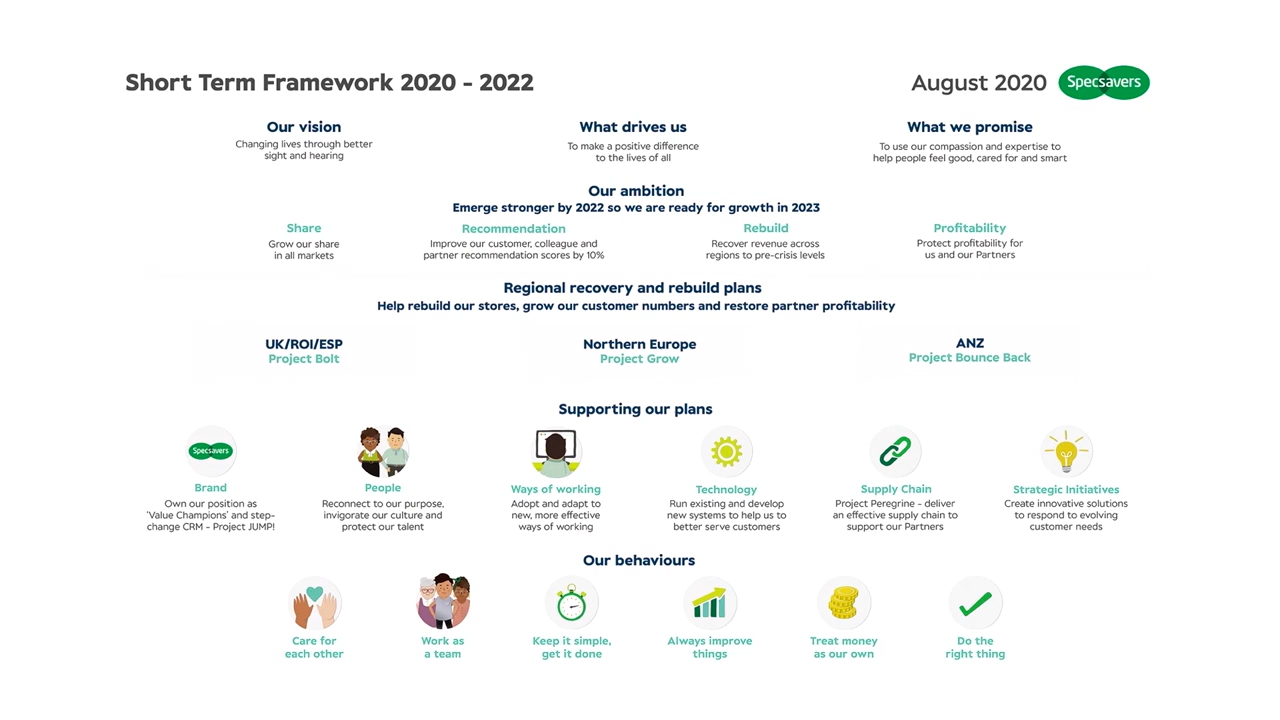 Short Term Framework 2020 - 2022
August 2020
Specsavers
Our vision
Changing lives through better
sight and hearing
What drives us
To make a positive difference
to the lives of all
What we promise
To use our compassion and expertise to
help people feel good, cared for and smart
Our ambition
Emerge stronger by 2022 so we are ready for growth in 2023
Share
Grow our share
in all markets
Recommendation
Improve our customer, colleague and
partner recommendation scores by 10%
Rebuild
Recover revenue across
regions to pre-crisis levels
Profitability
Protect profitability for
us and our Partners
Regional recovery and rebuild plans
Help rebuild our stores, grow our customer numbers and restore partner profitability
UK/ROI/ESP
Project Bolt
Northern Europe
Project Grow
ANZ
Project Bounce Back
Supporting our plans
Specsavers
Brand
Own our position as
'Value Champions' and step-
change CRM - Project JUMP!
People
Reconnect to our purpose,
invigorate our culture and
protect our talent
Ways of working
Adopt and adapt to
new, more effective
ways of working
Technology
Run existing and develop
new systems to help us to
better serve customers
Supply Chain
Project Peregrine - deliver
an effective supply chain to
support our Partners
Strategic Initiatives
Create innovative solutions
to respond to evolving
customer needs
Our behaviours
Care for
each other
Work as
a team
Keep it simple,
get it done
Always improve
things
Treat money
as our own
Do the
right thing